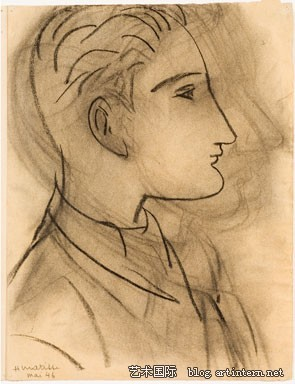 H matisse
mai 46
艺术国际 blog.artintern.net